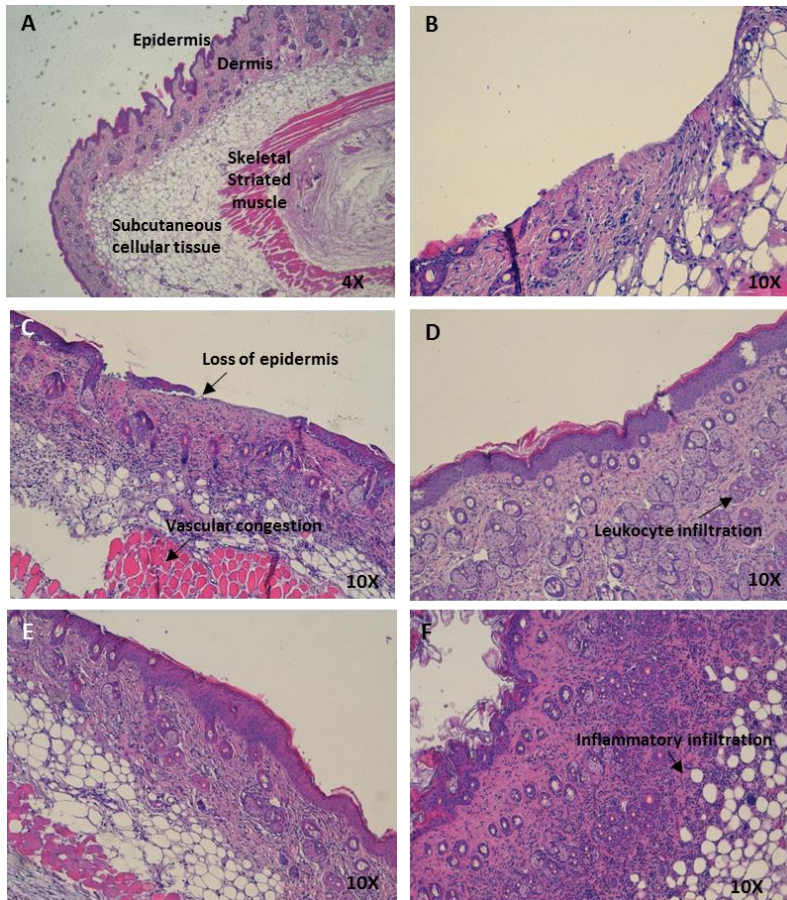 A
Epidermis
Dermis
Skeletal
Striated
muscle
Subcutaneous
cellular tissue
4X
B
10X
C
Loss of epidermis
Vascular congestion
10X
D
Leukocyte infiltration
10X
E
10X
F
Inflammatory infiltration
10X